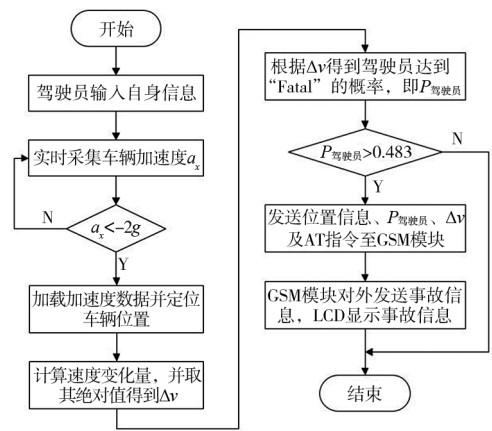 开始
驾驶员输入自身信息
实时采集车辆加速度aₓ
N
aₓ<-2g
Y
加载加速度数据并定位
车辆位置
计算速度变化量，并取
其绝对值得到Δv
根据Δv得到驾驶员达到
“Fatal”的概率，即P驾驶员
N
P驾驶员>0.483
Y
发送位置信息、P驾驶员、Δv
及AT指令至GSM模块
GSM模块对外发送事故信
息，LCD显示事故信息
结束